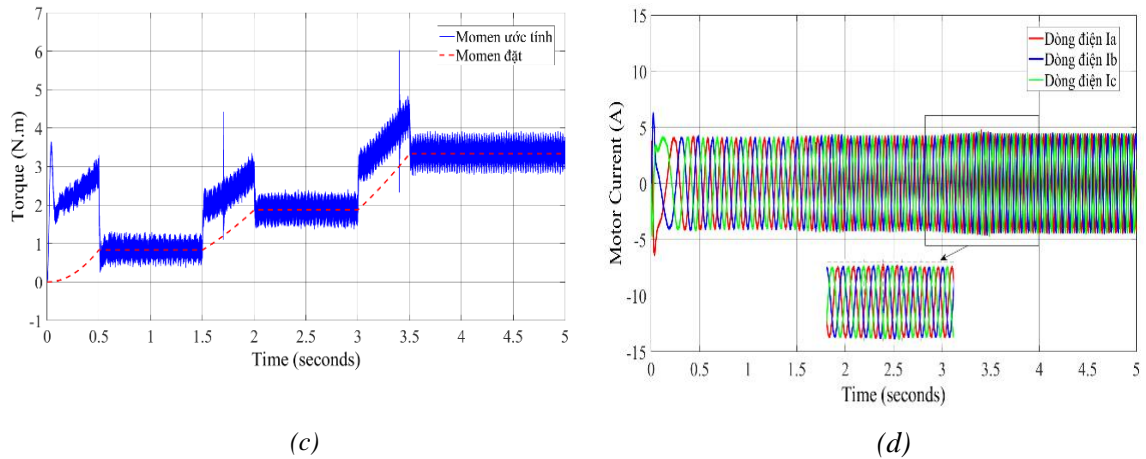 Momen ước tính
Momen đặt
Torque (N.m)
7
6
5
4
3
2
1
0
-1
0 0.5 1 1.5 2 2.5 3 3.5 4 4.5 5
Time (seconds)
(c)
Dòng điện Ia
Dòng điện Ib
Dòng điện Ic
Motor Current (A)
15
10
5
0
-5
-10
-15
0 0.5 1 1.5 2 2.5 3 3.5 4 4.5 5
Time (seconds)
(d)